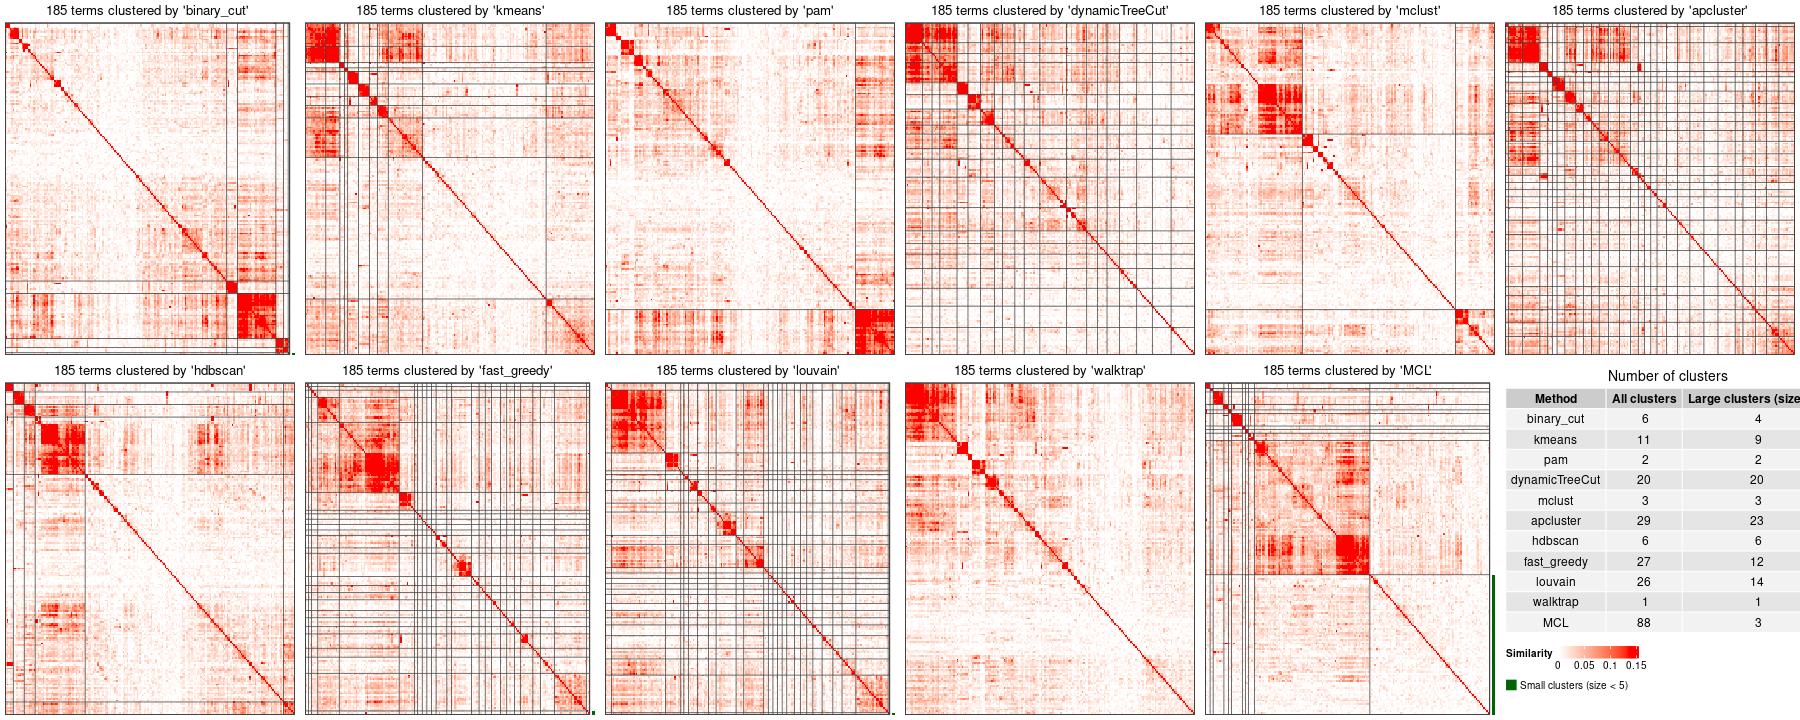 185 terms clustered by 'binary_cut'
185 terms clustered by 'kmeans'
185 terms clustered by 'pam'
185 terms clustered by 'dynamicTreeCut'
185 terms clustered by 'mclust'
185 terms clustered by 'apcluster'
185 terms clustered by 'hdbscan'
185 terms clustered by 'fast_greedy'
185 terms clustered by 'louvain'
185 terms clustered by 'walktrap'
185 terms clustered by 'MCL'
Number of clusters
Method All clusters Large clusters (size
binary_cut 6 4
kmeans 11 9
pam 2 2
dynamicTreeCut 20 20
mclust 3 3
apcluster 29 23
hdbscan 6 6
fast_greedy 27 12
louvain 26 14
walktrap 1 1
MCL 88 3
Similarity
0 0.05 0.1 0.15
Small clusters (size < 5)